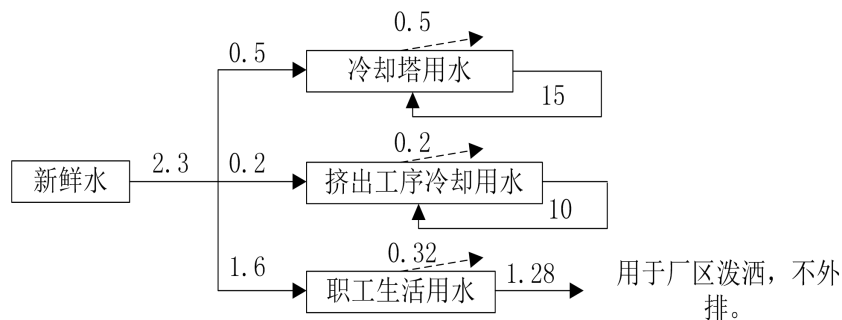 0.5
0.5
冷却塔用水
15
新鲜水
2.3
0.2
0.2
挤出工序冷却用水
10
1.6
0.32
职工生活用水
1.28
用于厂区泼洒，不外
排。